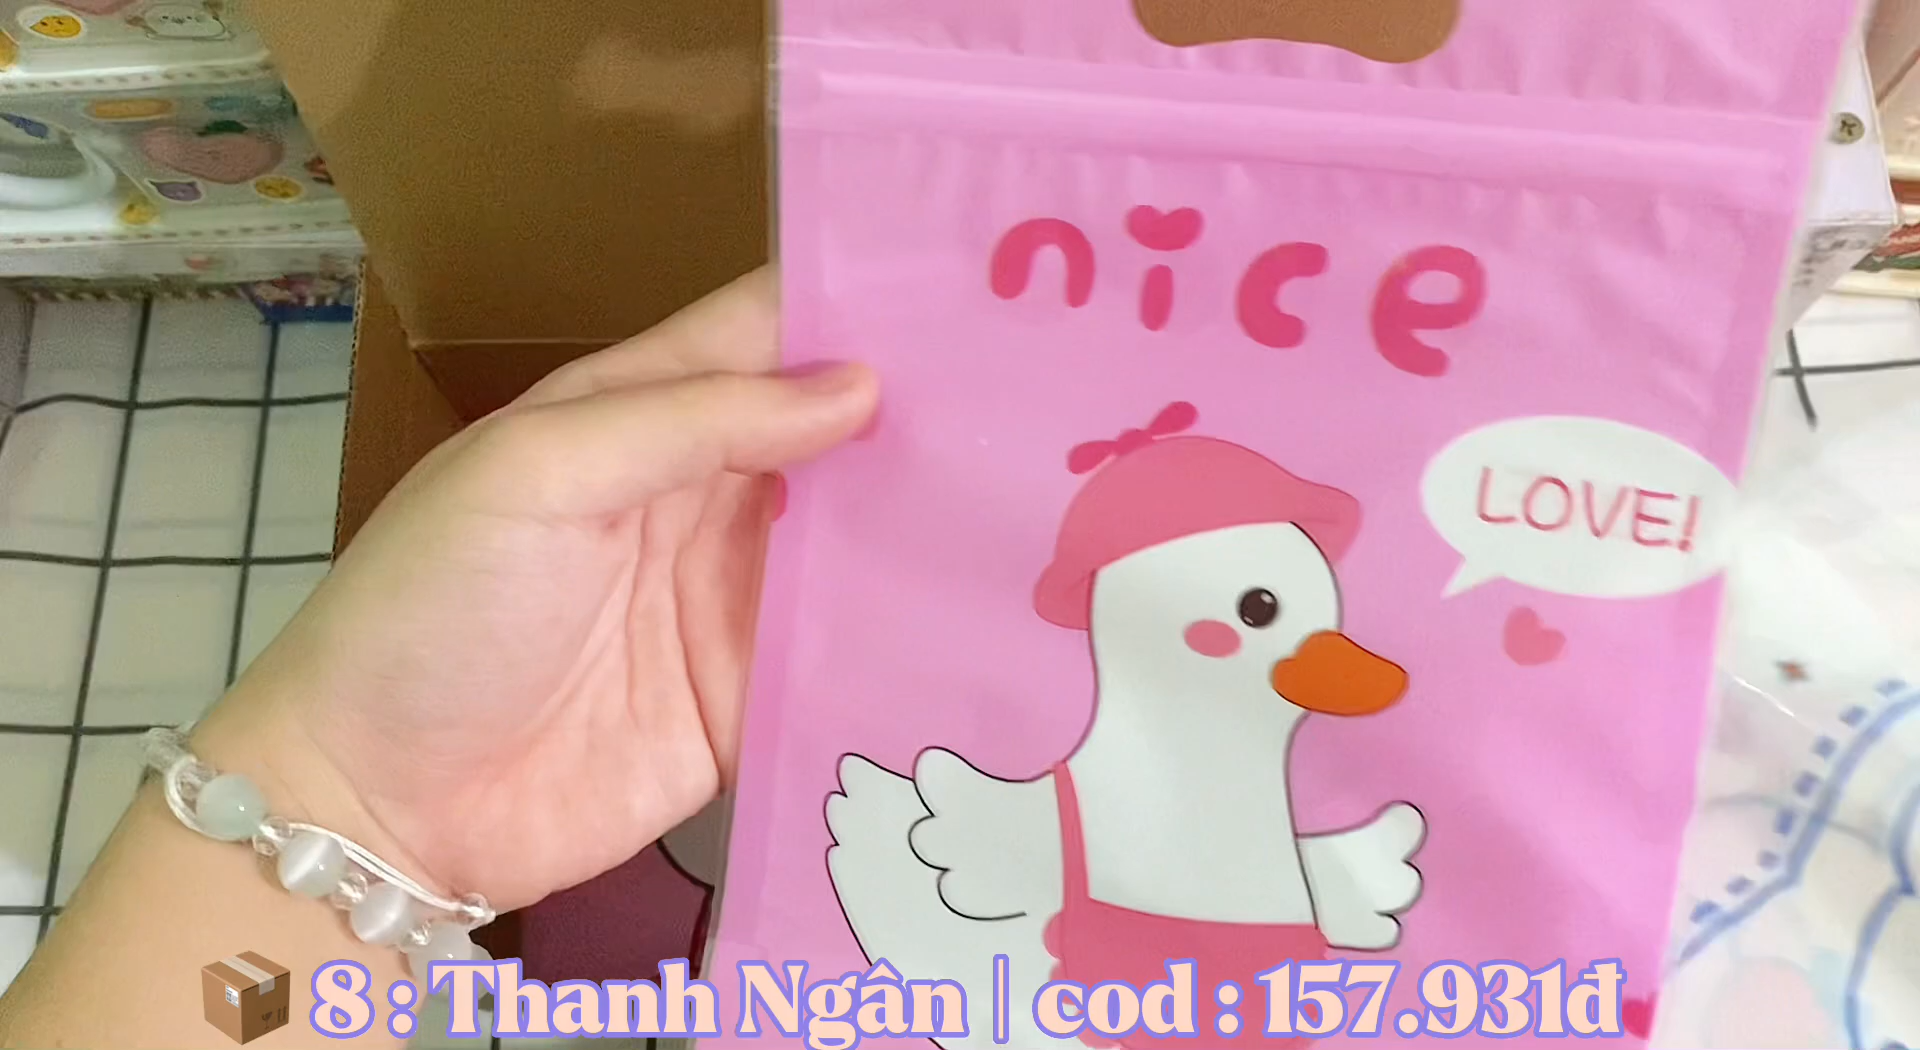 nice
LOVE!
📦 8 : Thanh Ngân | cod : 157.931đ